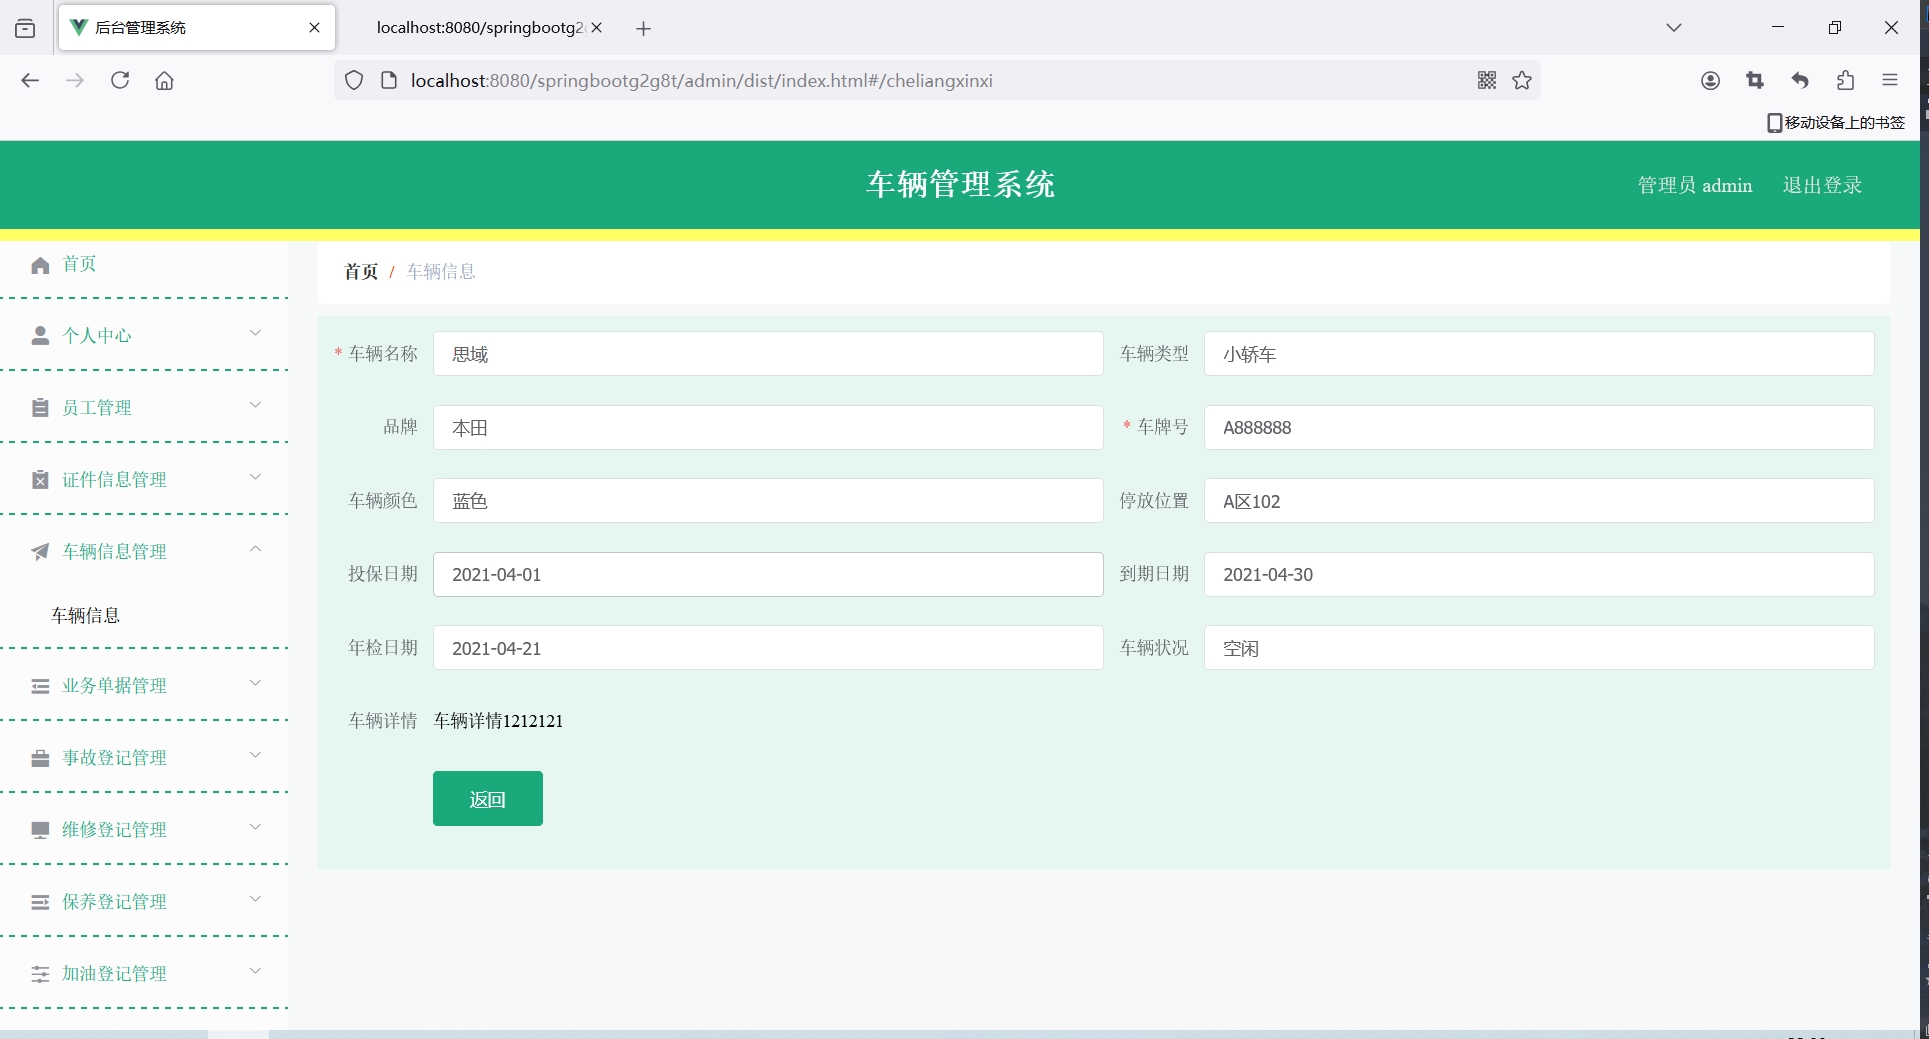 后台管理系统
localhost:8080/springbootg2
localhost:8080/springbootg2g8t/admin/dist/index.html#/cheliangxinxi
移动设备上的书签
车辆管理系统
管理员 admin 退出登录
首页
个人中心
员工管理
证件信息管理
车辆信息管理
车辆信息
业务单据管理
事故登记管理
维修登记管理
保养登记管理
加油登记管理
首页 / 车辆信息
* 车辆名称 思域 车辆类型 小轿车
品牌 本田 * 车牌号 A888888
车辆颜色 蓝色 停放位置 A区102
投保日期 2021-04-01 到期日期 2021-04-30
年检日期 2021-04-21 车辆状况 空闲
车辆详情 车辆详情1212121
返回